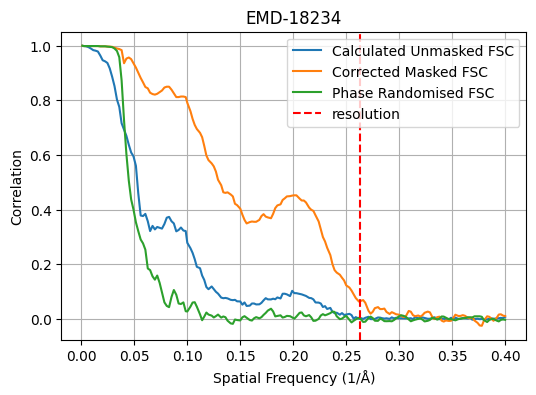 EMD-18234
Calculated Unmasked FSC
Corrected Masked FSC
Phase Randomised FSC
resolution
Correlation
1.0
0.8
0.6
0.4
0.2
0.0
0.00 0.05 0.10 0.15 0.20 0.25 0.30 0.35 0.40
Spatial Frequency (1/Å)